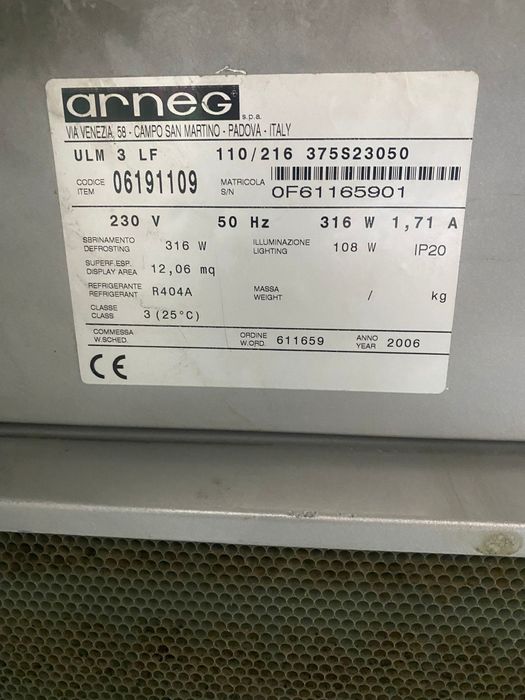 arneg s.p.a.
VIA VENEZIA, 58 - CAMPO SAN MARTINO - PADOVA - ITALY
ULM 3 LF 110/216 375S23050
CODICE ITEM 06191109 MATRICOLA S/N 0F61165901
230 V 50 Hz 316 W 1,71 A
SBRINAMENTO DEFROSTING 316 W ILLUMINAZIONE LIGHTING 108 W IP20
SUPERF.ESP. DISPLAY AREA 12,06 mq
REFRIGERANTE REFRIGERANT R404A MASSA WEIGHT / kg
CLASSE CLASS 3 (25°C)
COMMESSA W.SCHED. ORDINE W.ORD. 611659 ANNO YEAR 2006
CE